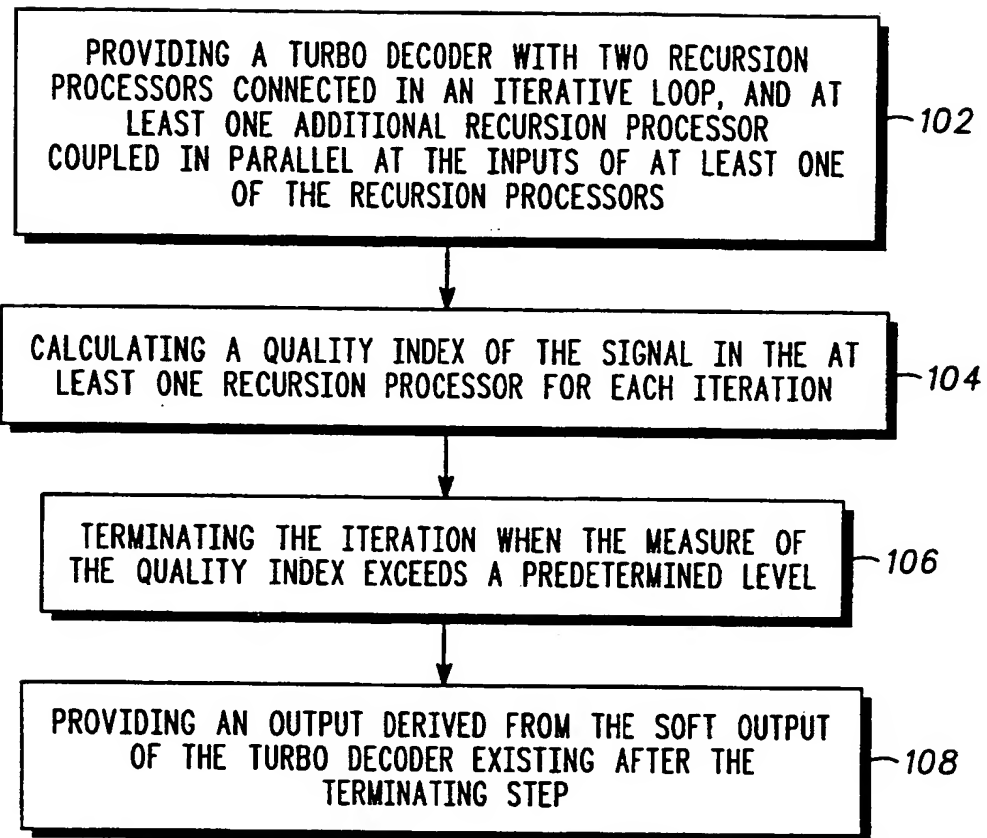 PROVIDING A TURBO DECODER WITH TWO RECURSION
PROCESSORS CONNECTED IN AN ITERATIVE LOOP, AND AT
LEAST ONE ADDITIONAL RECURSION PROCESSOR
COUPLED IN PARALLEL AT THE INPUTS OF AT LEAST ONE
OF THE RECURSION PROCESSORS
102
CALCULATING A QUALITY INDEX OF THE SIGNAL IN THE AT
LEAST ONE RECURSION PROCESSOR FOR EACH ITERATION
104
TERMINATING THE ITERATION WHEN THE MEASURE OF
THE QUALITY INDEX EXCEEDS A PREDETERMINED LEVEL
106
PROVIDING AN OUTPUT DERIVED FROM THE SOFT OUTPUT
OF THE TURBO DECODER EXISTING AFTER THE
TERMINATING STEP
108